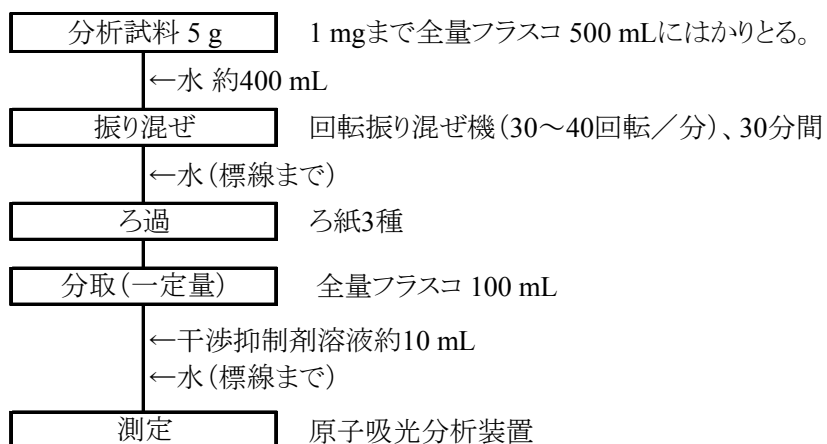 分析試料 5 g 1 mgまで全量フラスコ 500 mLにはかりとる。
←水 約400 mL
振り混ぜ 回転振り混ぜ機（30～40回転／分）、30分間
←水（標線まで）
ろ過 ろ紙3種
分取（一定量） 全量フラスコ 100 mL
←干渉抑制剤溶液約10 mL
←水（標線まで）
測定 原子吸光分析装置